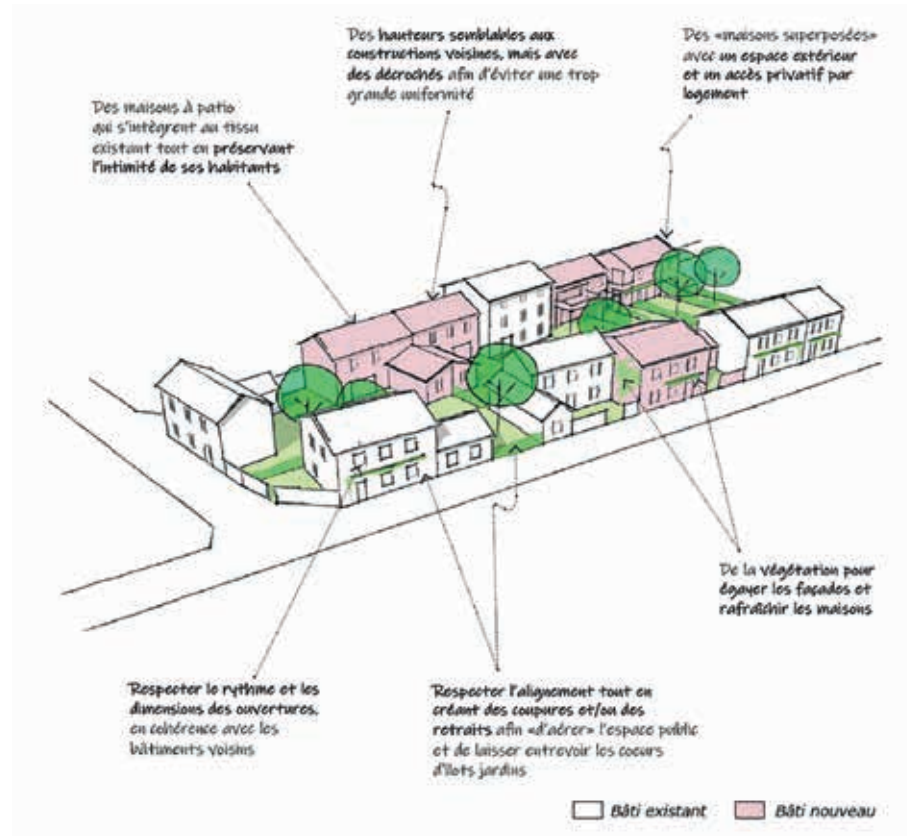 Des hauteurs semblables aux
constructions voisines, mais avec
des décrochés afin d'éviter une trop
grande uniformité
Des «maisons superposées»
avec un espace extérieur
et un accès privatif par
logement
Des maisons à patio
qui s'intègrent au tissu
existant tout en préservant
l'intimité de ses habitants
De la végétation pour
égayer les façades et
rafraîchir les maisons
Respecter le rythme et les
dimensions des ouvertures,
en cohérence avec les
bâtiments voisins
Respecter l'alignement tout en
créant des coupures et/ou des
retraits afin «d'aérer» l'espace public
et de laisser entrevoir les coeurs
d'îlots jardins
Bâti existant
Bâti nouveau